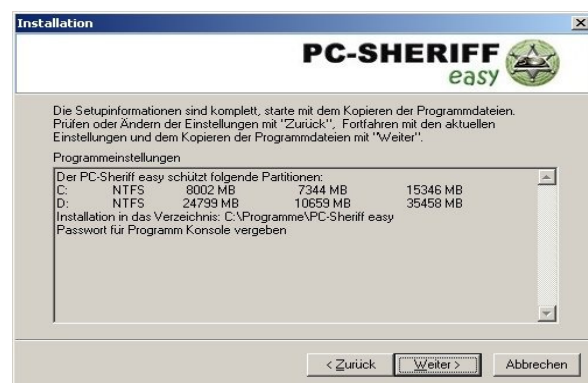 Installation
PC-SHERIFF
easy
Die Setupinformationen sind komplett, starte mit dem Kopieren der Programmdateien.
Prüfen oder Ändern der Einstellungen mit "Zurück", Fortfahren mit den aktuellen
Einstellungen und dem Kopieren der Programmdateien mit "Weiter".
Programmeinstellungen
Der PC-Sheriff easy schützt folgende Partitionen:
C: NTFS 8002 MB 7344 MB 15346 MB
D: NTFS 24799 MB 10659 MB 35458 MB
Installation in das Verzeichnis: C:\Programme\PC-Sheriff easy
Passwort für Programm Konsole vergeben
< Zurück Weiter > Abbrechen